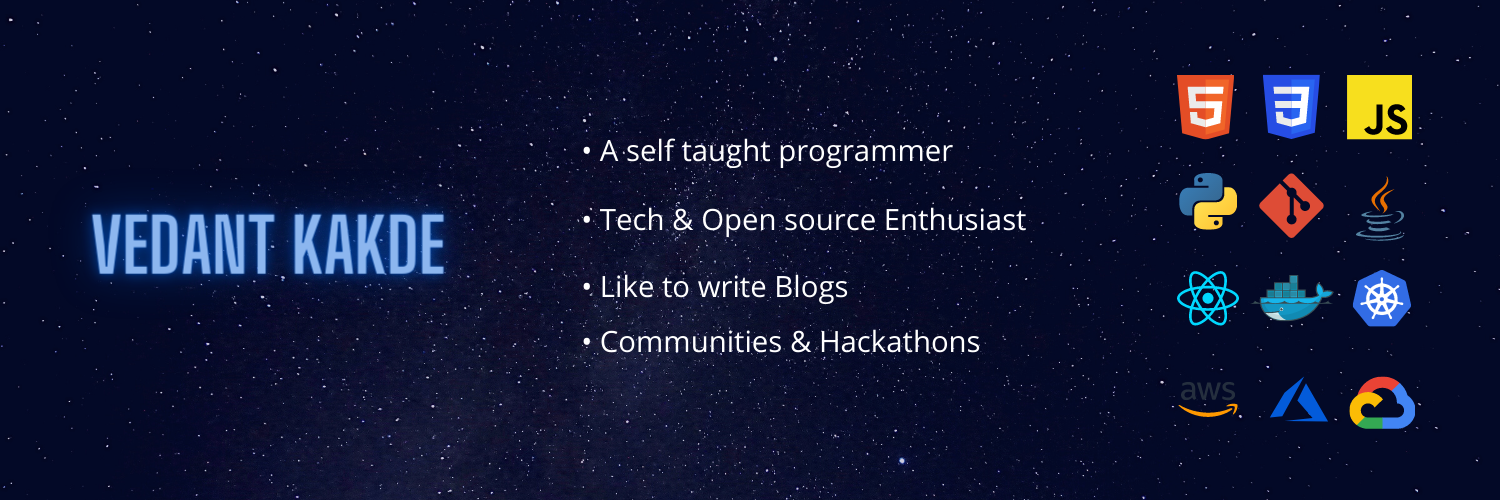 VEDANT KAKDE
• A self taught programmer
• Tech & Open source Enthusiast
• Like to write Blogs
• Communities & Hackathons
5
3
JS
aws